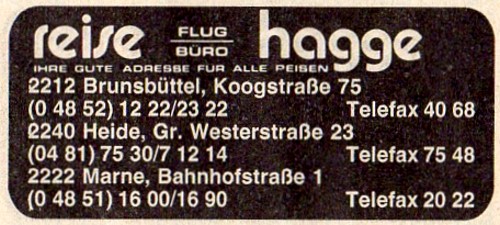 reise FLUG BÜRO hagge
IHRE GUTE ADRESSE FÜR ALLE REISEN
2212 Brunsbüttel, Koogstraße 75
(0 48 52) 12 22/23 22 Telefax 40 68
2240 Heide, Gr. Westerstraße 23
(04 81) 75 30/7 12 14 Telefax 75 48
2222 Marne, Bahnhofstraße 1
(0 48 51) 16 00/16 90 Telefax 20 22